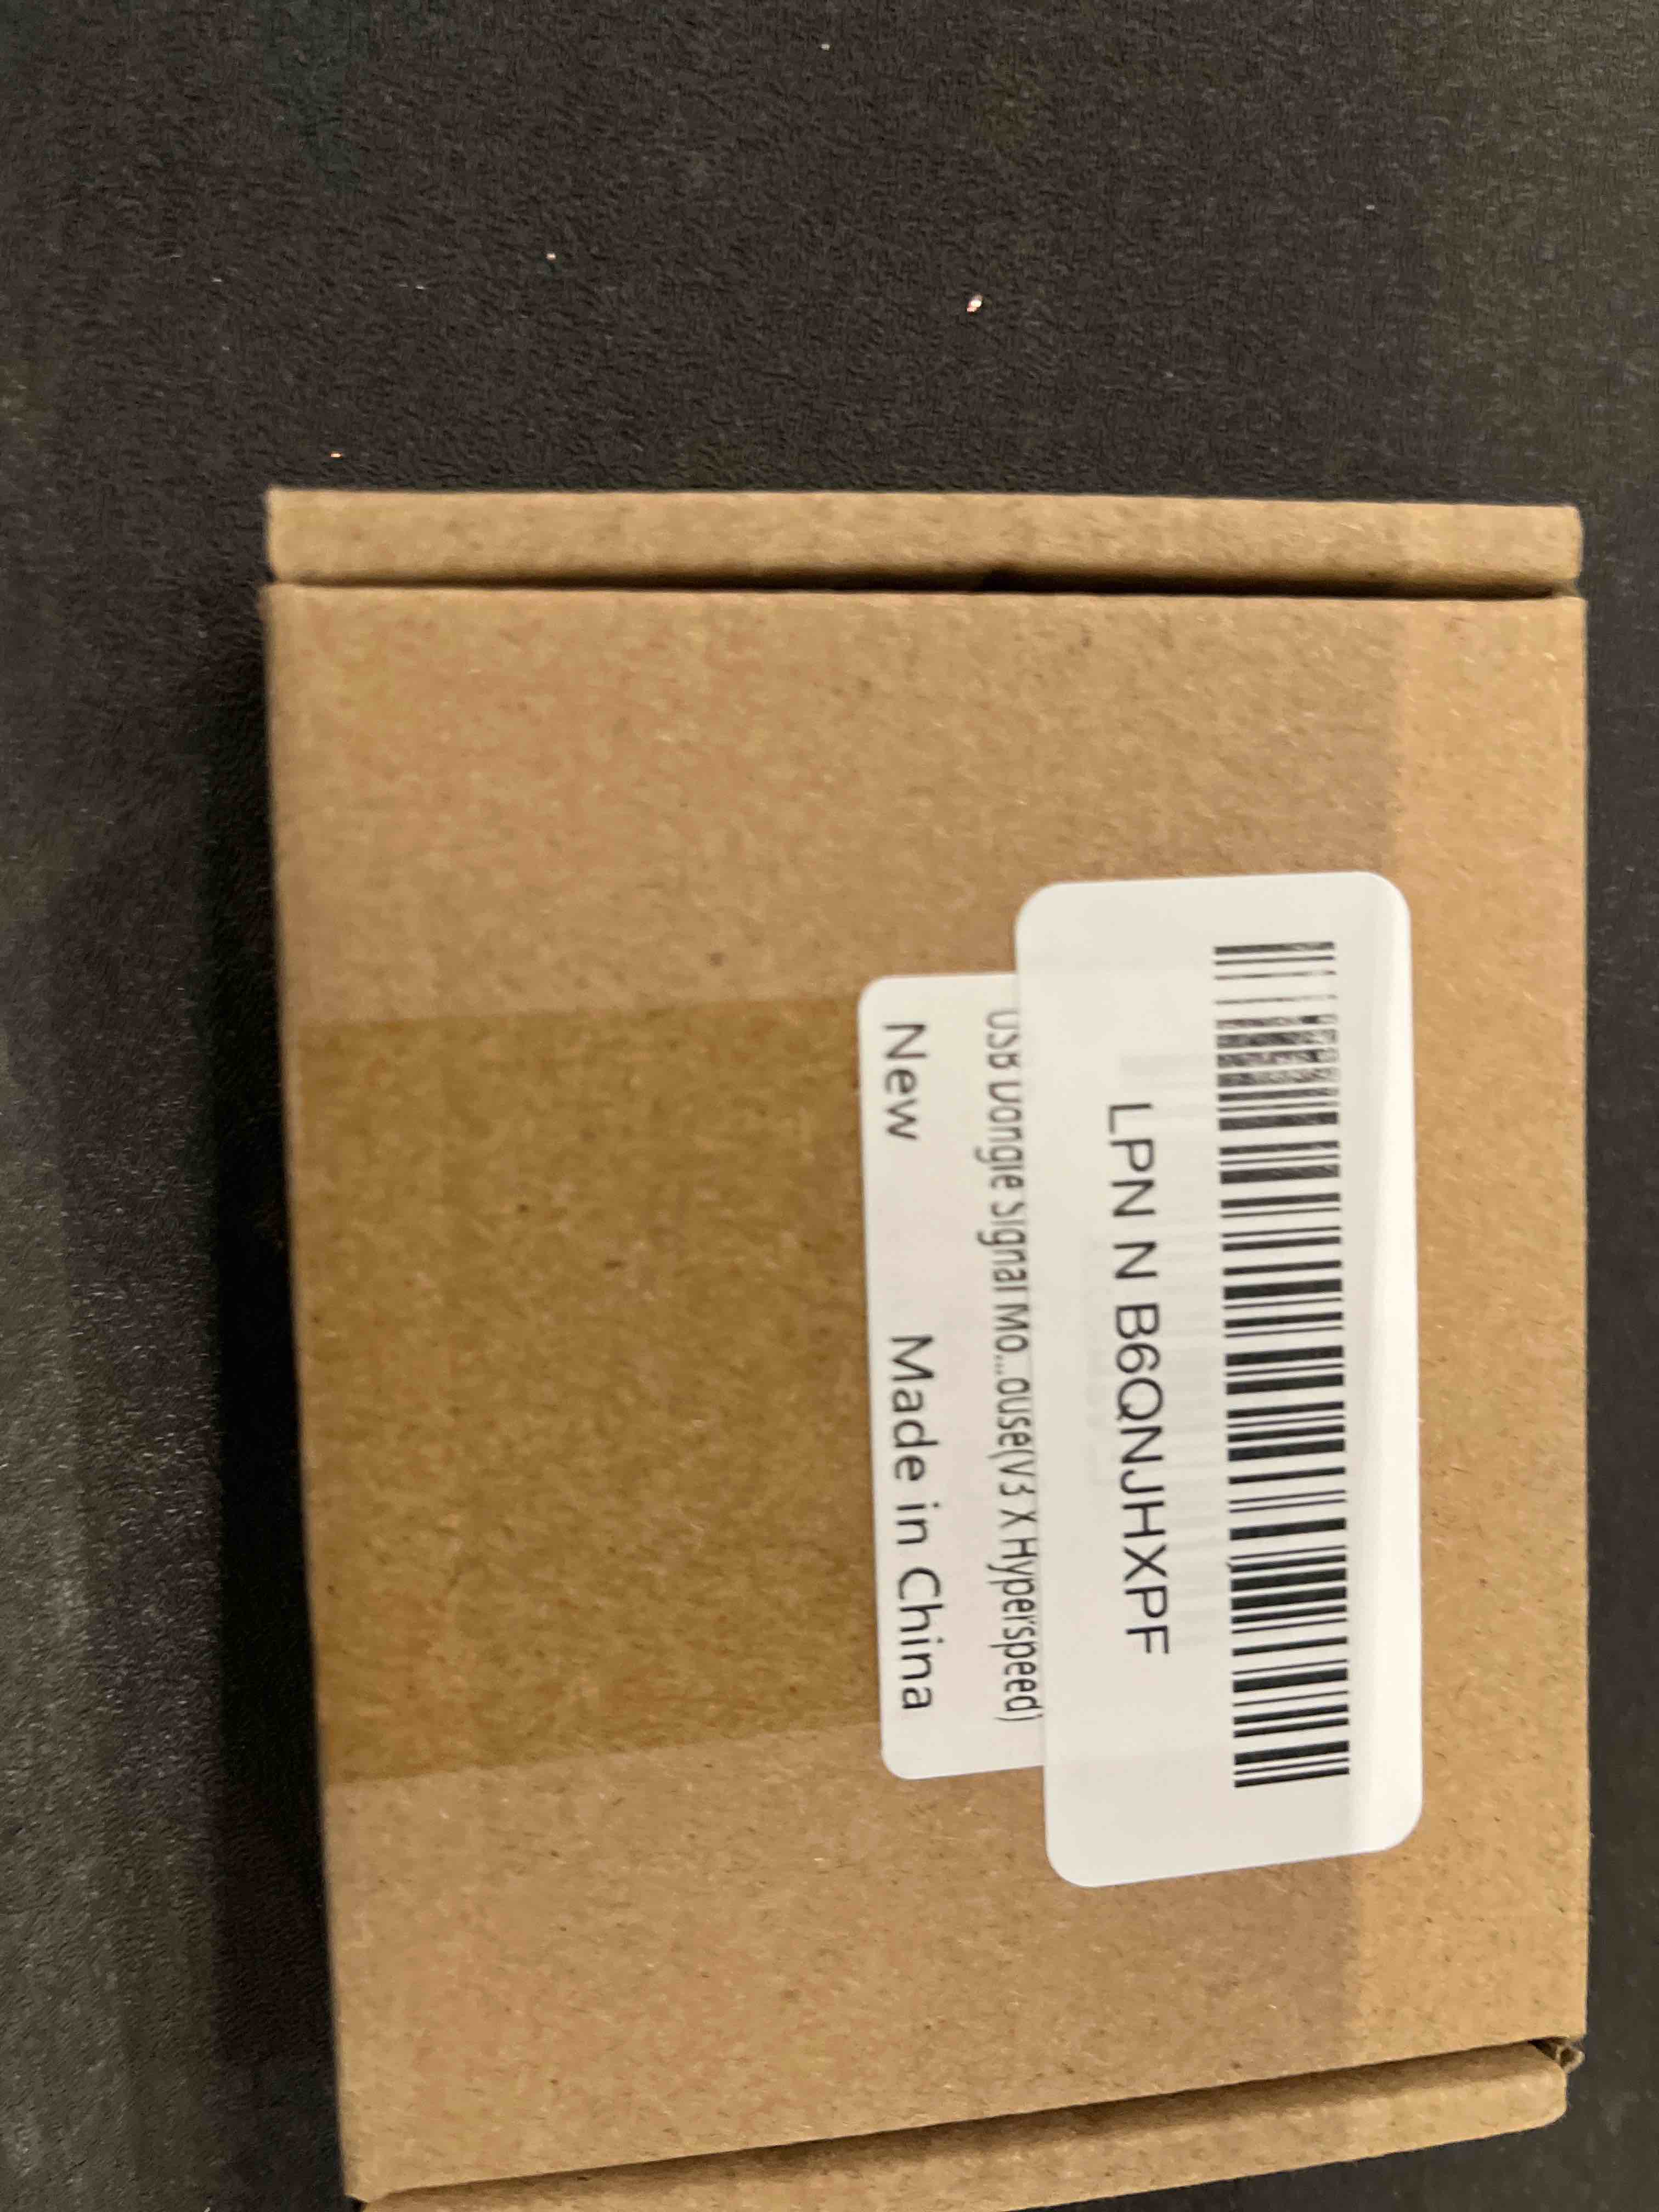 LPN N B6QNJHXPF
USB Dongle Signal Mo...ouse(V3 X Hyperspeed)
New Made in China